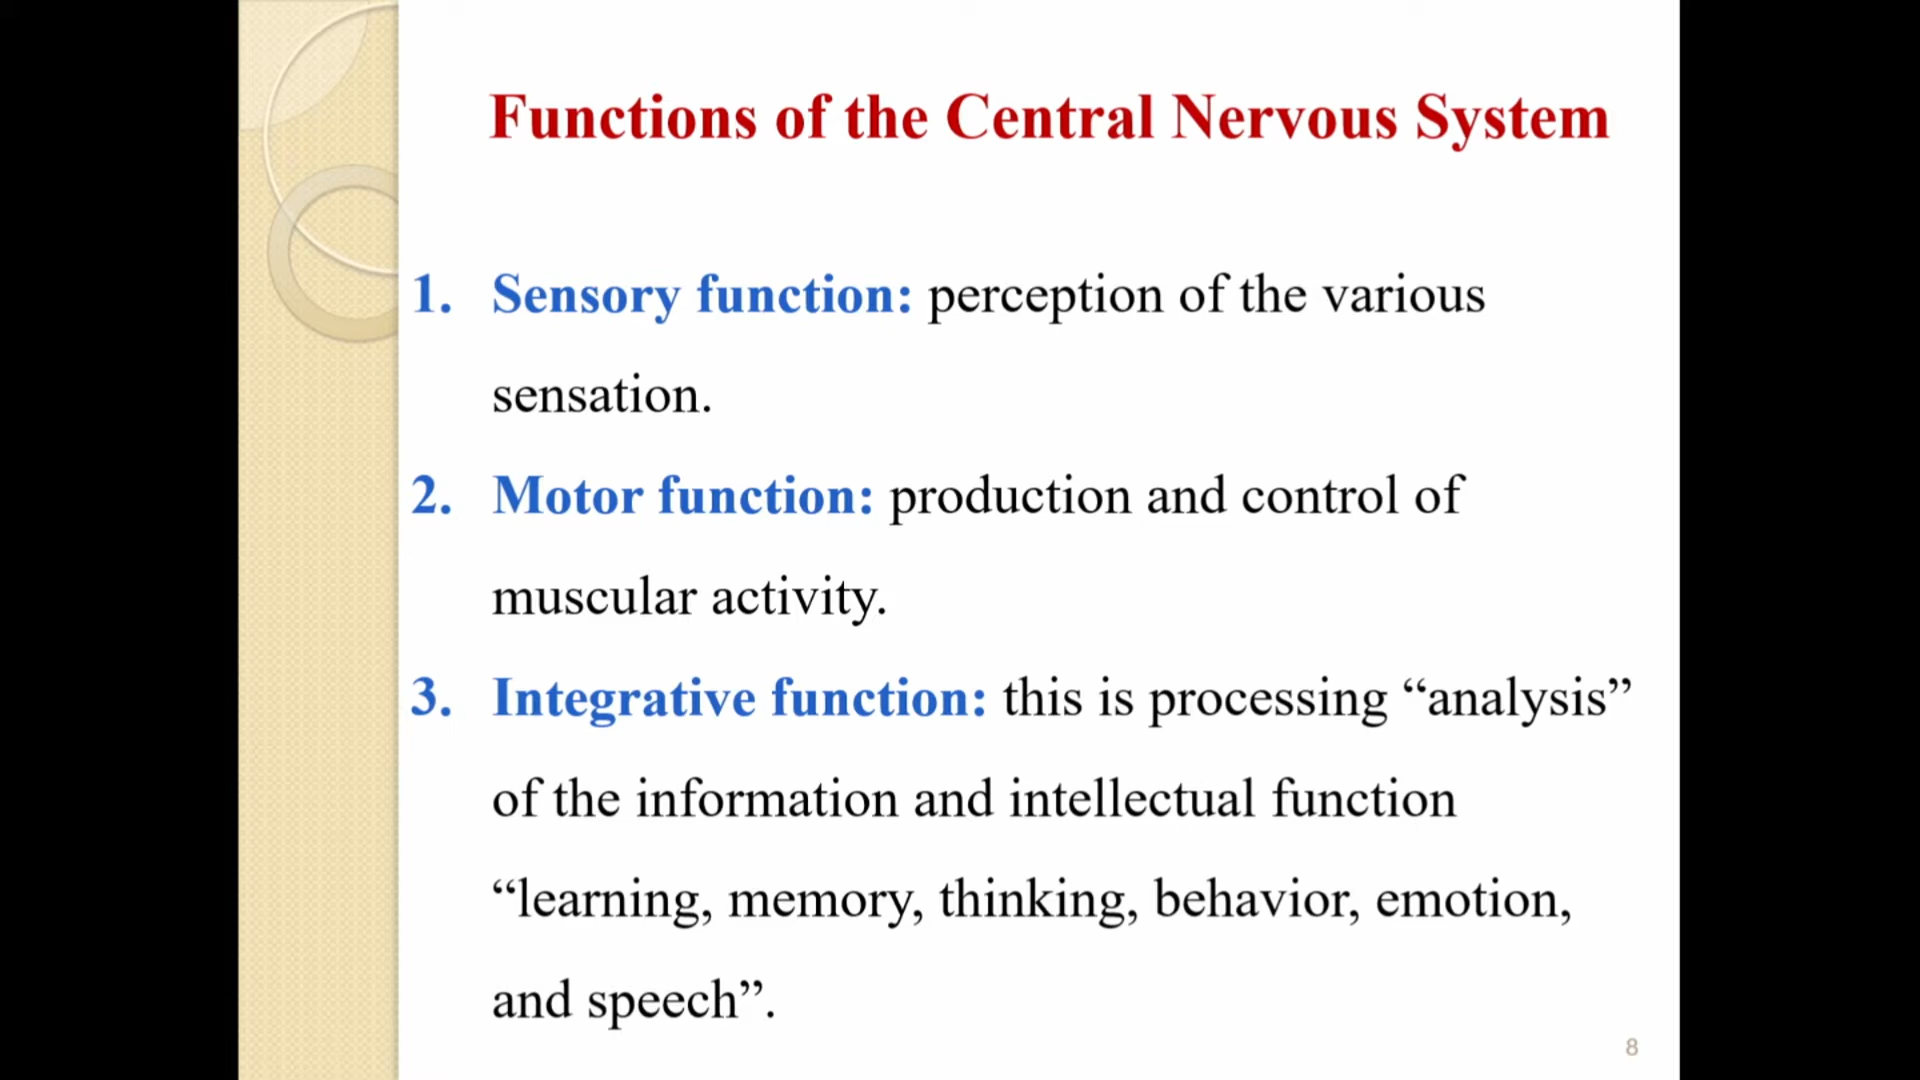 Functions of the Central Nervous System
1. Sensory function: perception of the various
sensation.
2. Motor function: production and control of
muscular activity.
3. Integrative function: this is processing “analysis”
of the information and intellectual function
“learning, memory, thinking, behavior, emotion,
and speech”.
8